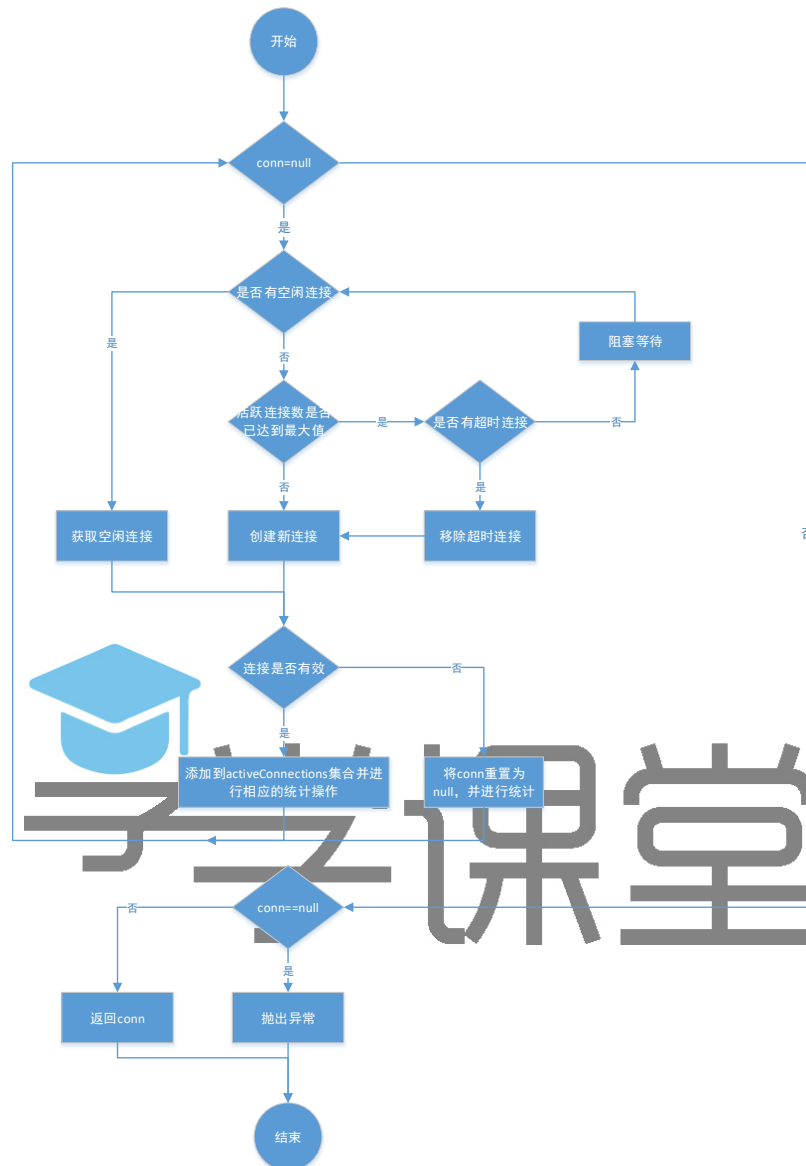 开始
conn=null
是
是否有空闲连接
是
阻塞等待
否
活跃连接数是否
已达到最大值
是
是否有超时连接
否
否
是
获取空闲连接
创建新连接
移除超时连接
否
连接是否有效
否
是
添加到activeConnections集合并进
行相应的统计操作
将conn重置为
null，并进行统计
学课堂
conn==null
否
是
返回conn
抛出异常
结束